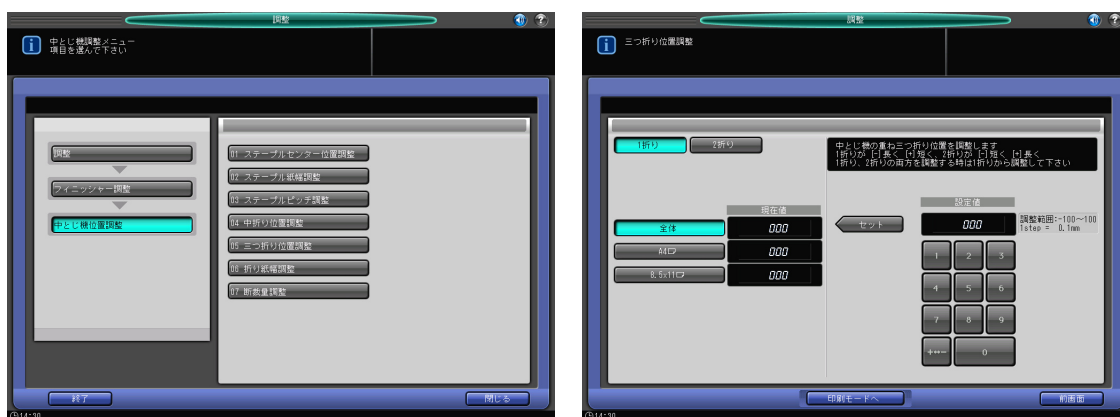 調整
中とじ機調整メニュー
項目を選んで下さい
調整
フィニッシャー調整
中とじ機位置調整
01 ステープルセンター位置調整
02 ステープル紙幅調整
03 ステープルピッチ調整
04 中折り位置調整
05 三つ折り位置調整
06 折り紙幅調整
07 断裁量調整
終了
閉じる
14:30
調整
三つ折り位置調整
1折り 2折り
中とじ機の重ね三つ折り位置を調整します
1折りが [-]長く [+]短く、2折りが [-]短く [+]長く
1折り、2折りの両方を調整する時は1折りから調整して下さい
現在値
全体 000
A4 000
8.5x11 000
セット
設定値
000
調整範囲:-100~100
1step = 0.1mm
1 2 3
4 5 6
7 8 9
+↔- 0
印刷モードへ
前画面
14:30